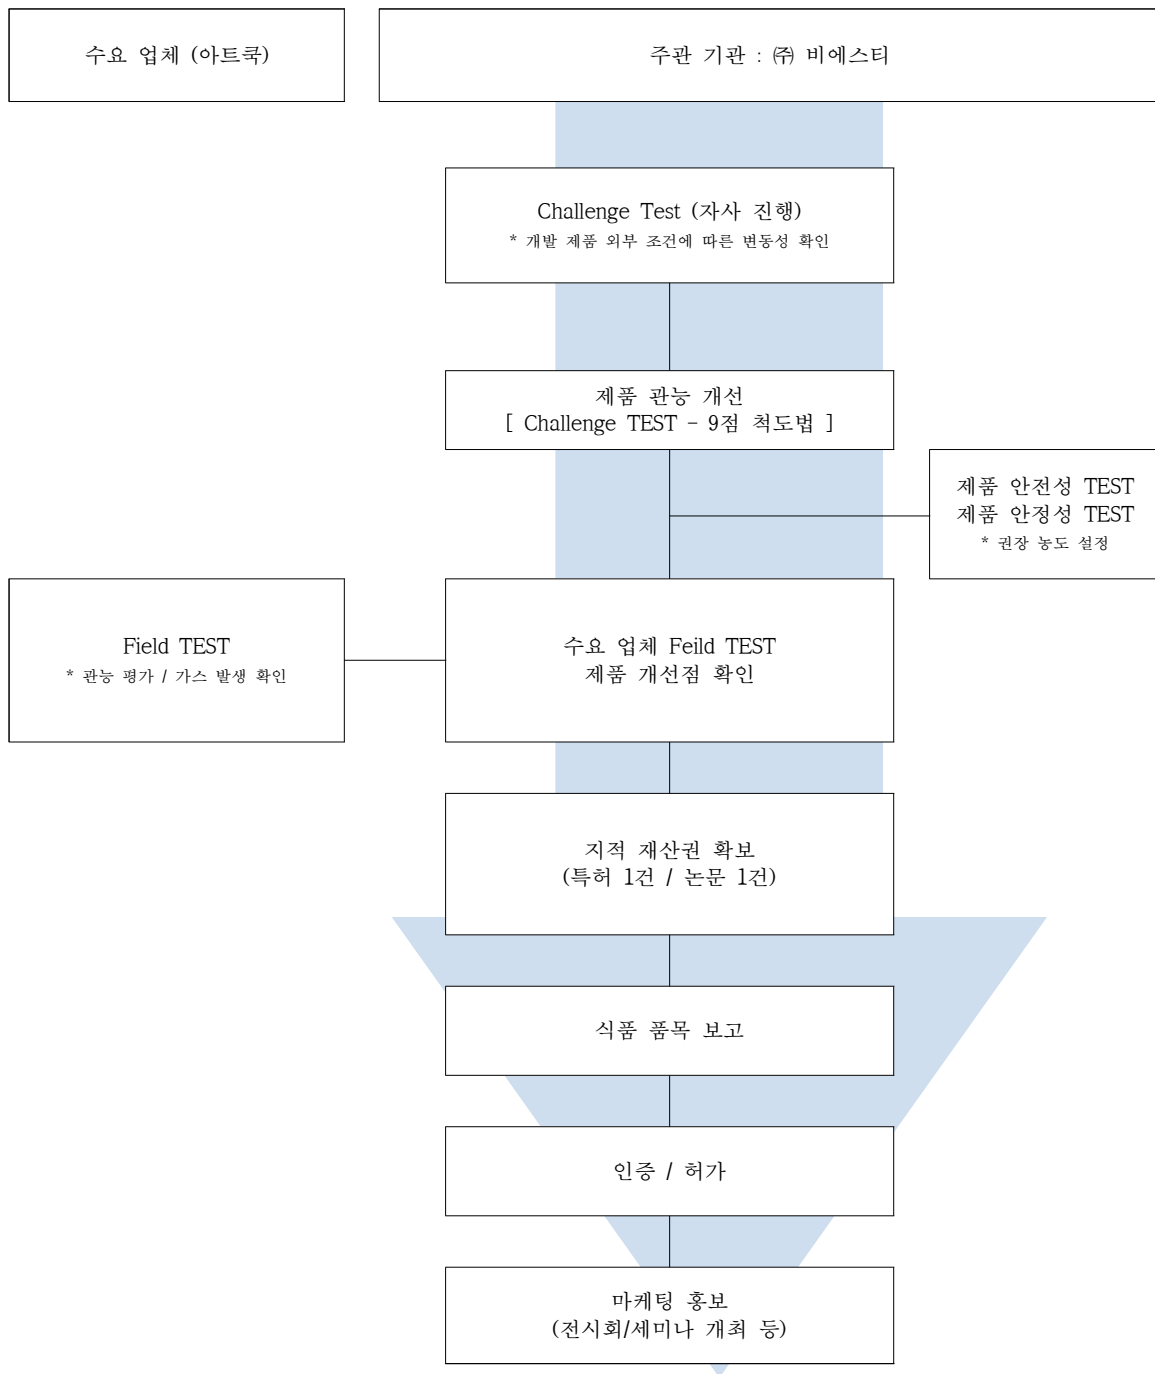 수요 업체 (아트쿡)
주관 기관 : ㈜ 비에스티
Challenge Test (자사 진행)
* 개발 제품 외부 조건에 따른 변동성 확인
제품 관능 개선
[ Challenge TEST - 9점 척도법 ]
제품 안전성 TEST
제품 안정성 TEST
* 권장 농도 설정
Field TEST
* 관능 평가 / 가스 발생 확인
수요 업체 Feild TEST
제품 개선점 확인
지적 재산권 확보
(특허 1건 / 논문 1건)
식품 품목 보고
인증 / 허가
마케팅 홍보
(전시회/세미나 개최 등)